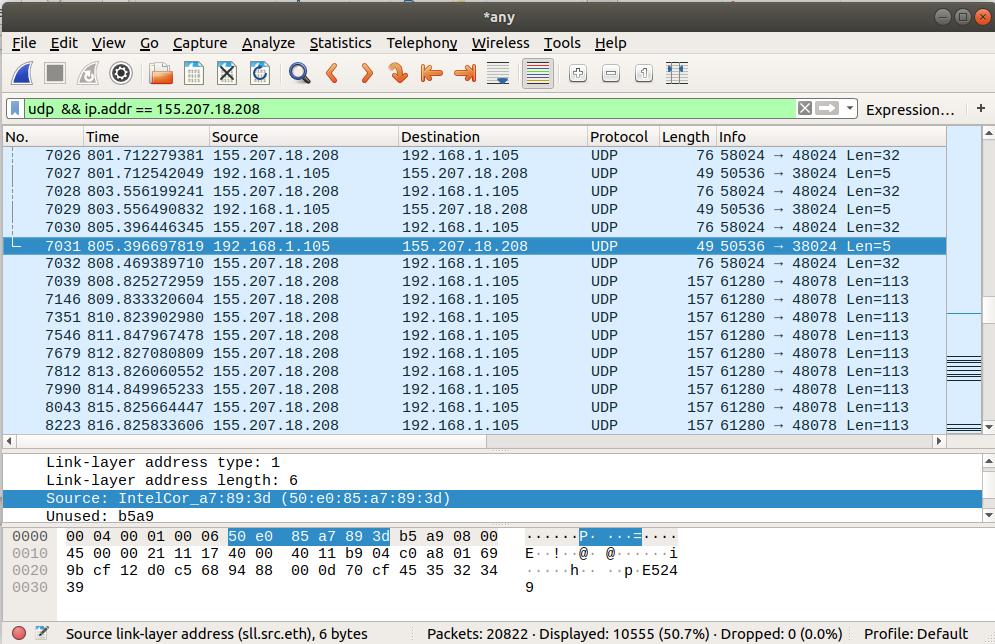 *any
File Edit View Go Capture Analyze Statistics Telephony Wireless Tools Help
udp && ip.addr == 155.207.18.208 Expression… +
No. Time Source Destination Protocol Length Info
7026 801.712279381 155.207.18.208 192.168.1.105 UDP 76 58024 → 48024 Len=32
7027 801.712542049 192.168.1.105 155.207.18.208 UDP 49 50536 → 38024 Len=5
7028 803.556199241 155.207.18.208 192.168.1.105 UDP 76 58024 → 48024 Len=32
7029 803.556490832 192.168.1.105 155.207.18.208 UDP 49 50536 → 38024 Len=5
7030 805.396446345 155.207.18.208 192.168.1.105 UDP 76 58024 → 48024 Len=32
7031 805.396697819 192.168.1.105 155.207.18.208 UDP 49 50536 → 38024 Len=5
7032 808.469389710 155.207.18.208 192.168.1.105 UDP 76 58024 → 48024 Len=32
7039 808.825272959 155.207.18.208 192.168.1.105 UDP 157 61280 → 48078 Len=113
7146 809.833320604 155.207.18.208 192.168.1.105 UDP 157 61280 → 48078 Len=113
7351 810.823902980 155.207.18.208 192.168.1.105 UDP 157 61280 → 48078 Len=113
7546 811.847967478 155.207.18.208 192.168.1.105 UDP 157 61280 → 48078 Len=113
7679 812.827080809 155.207.18.208 192.168.1.105 UDP 157 61280 → 48078 Len=113
7812 813.826060552 155.207.18.208 192.168.1.105 UDP 157 61280 → 48078 Len=113
7990 814.849965233 155.207.18.208 192.168.1.105 UDP 157 61280 → 48078 Len=113
8043 815.825664447 155.207.18.208 192.168.1.105 UDP 157 61280 → 48078 Len=113
8223 816.825833606 155.207.18.208 192.168.1.105 UDP 157 61280 → 48078 Len=113
Link-layer address type: 1
Link-layer address length: 6
Source: IntelCor_a7:89:3d (50:e0:85:a7:89:3d)
Unused: b5a9
0000 00 04 00 01 00 06 50 e0 85 a7 89 3d b5 a9 08 00 ······P· ···=····
0010 45 00 00 21 11 17 40 00 40 11 b9 04 c0 a8 01 69 E··!··@· @······i
0020 9b cf 12 d0 c5 68 94 88 00 0d 70 cf 45 35 32 34 ·····h·· ··p·E524
0030 39 9
Source link-layer address (sll.src.eth), 6 bytes Packets: 20822 · Displayed: 10555 (50.7%) · Dropped: 0 (0.0%) Profile: Default